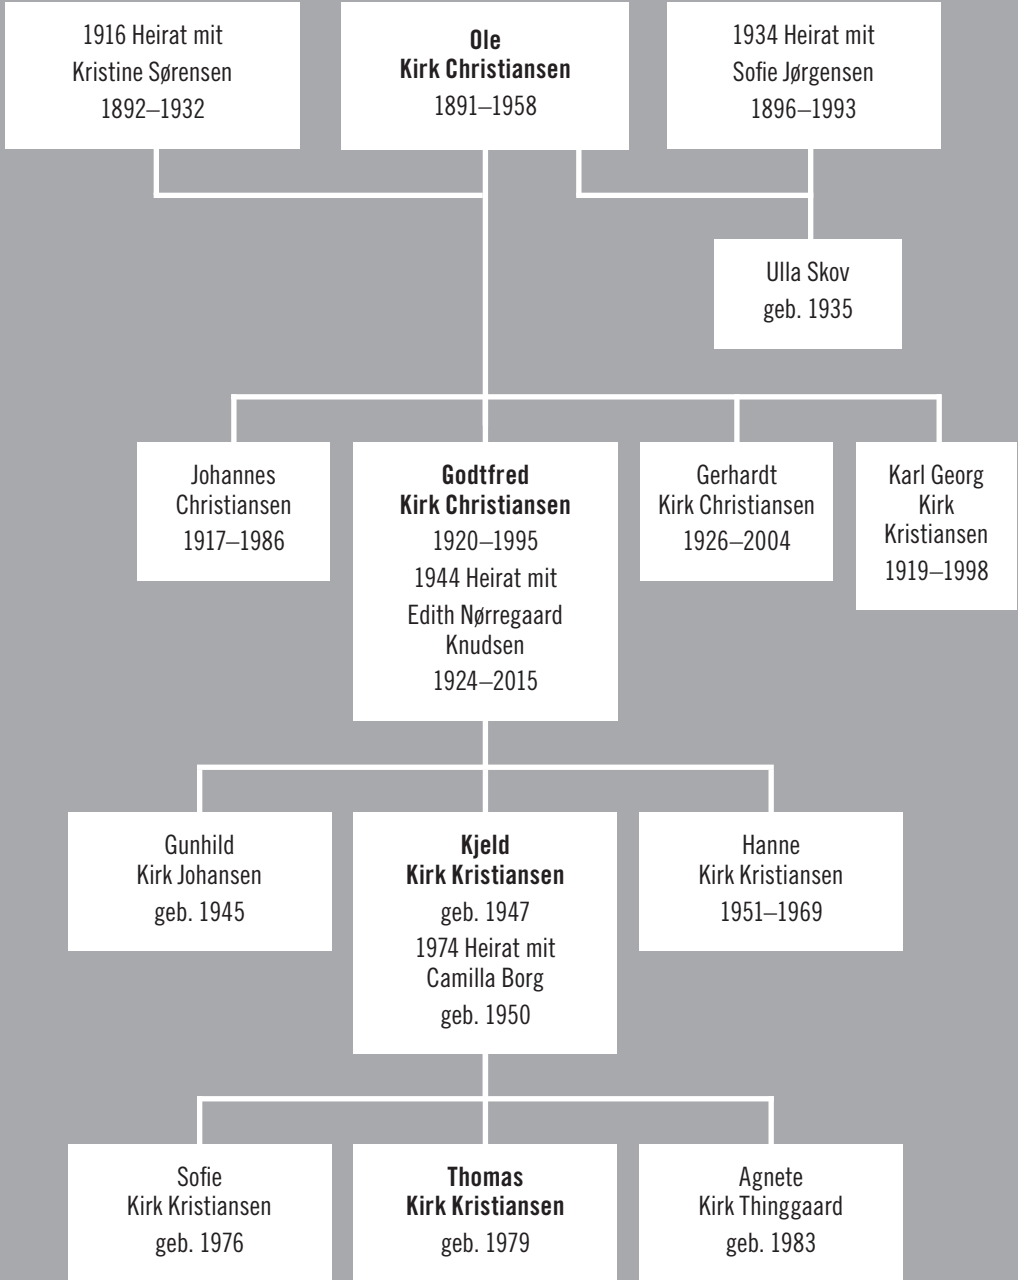 1916 Heirat mit
Kristine Sørensen
1892–1932
Ole
Kirk Christiansen
1891–1958
1934 Heirat mit
Sofie Jørgensen
1896–1993
Ulla Skov
geb. 1935
Johannes
Christiansen
1917–1986
Godtfred
Kirk Christiansen
1920–1995
1944 Heirat mit
Edith Nørregaard
Knudsen
1924–2015
Gerhardt
Kirk Christiansen
1926–2004
Karl Georg
Kirk
Kristiansen
1919–1998
Gunhild
Kirk Johansen
geb. 1945
Kjeld
Kirk Kristiansen
geb. 1947
1974 Heirat mit
Camilla Borg
geb. 1950
Hanne
Kirk Kristiansen
1951–1969
Sofie
Kirk Kristiansen
geb. 1976
Thomas
Kirk Kristiansen
geb. 1979
Agnete
Kirk Thinggaard
geb. 1983